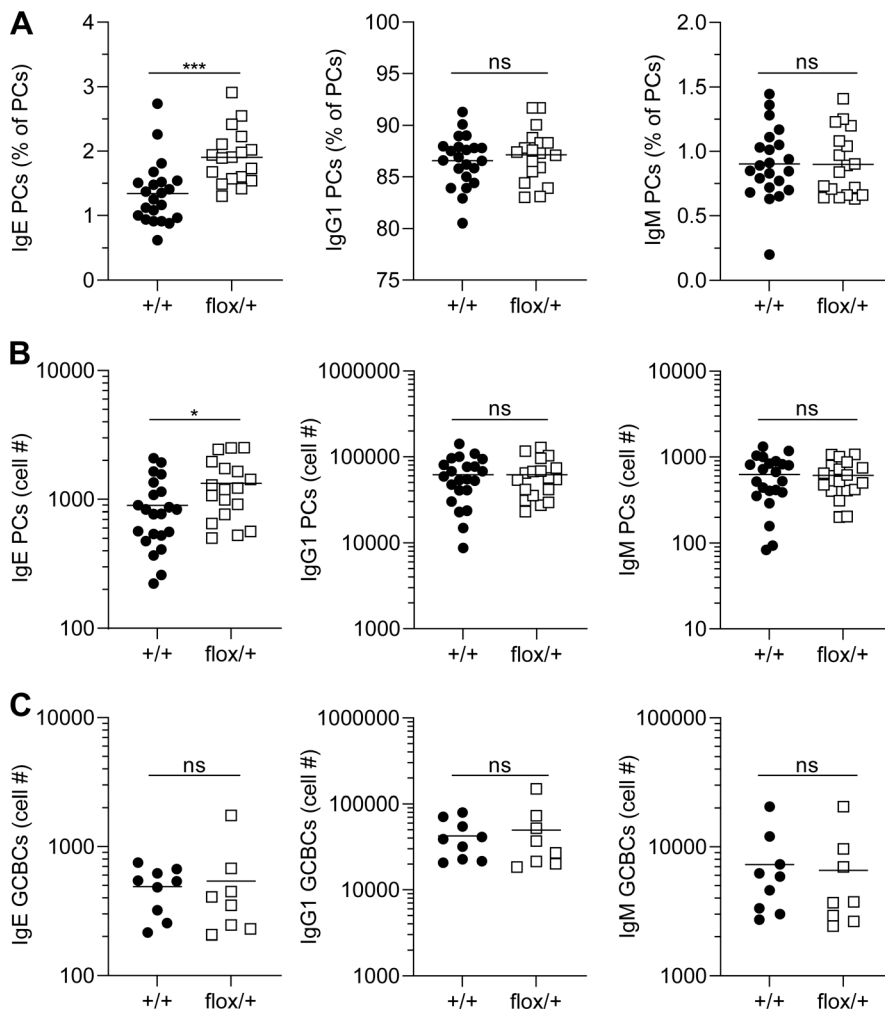 A
IgE PCs (% of PCs)
4
3
2
1
0
***
+/+
flox/+
IgG1 PCs (% of PCs)
100
95
90
85
80
75
ns
+/+
flox/+
IgM PCs (% of PCs)
2.0
1.5
1.0
0.5
0.0
ns
+/+
flox/+
B
IgE PCs (cell #)
10000
1000
100
*
+/+
flox/+
IgG1 PCs (cell #)
1000000
100000
10000
1000
ns
+/+
flox/+
IgM PCs (cell #)
10000
1000
100
10
ns
+/+
flox/+
C
IgE GCBCs (cell #)
10000
1000
100
ns
+/+
flox/+
IgG1 GCBCs (cell #)
1000000
100000
10000
1000
ns
+/+
flox/+
IgM GCBCs (cell #)
100000
10000
1000
ns
+/+
flox/+